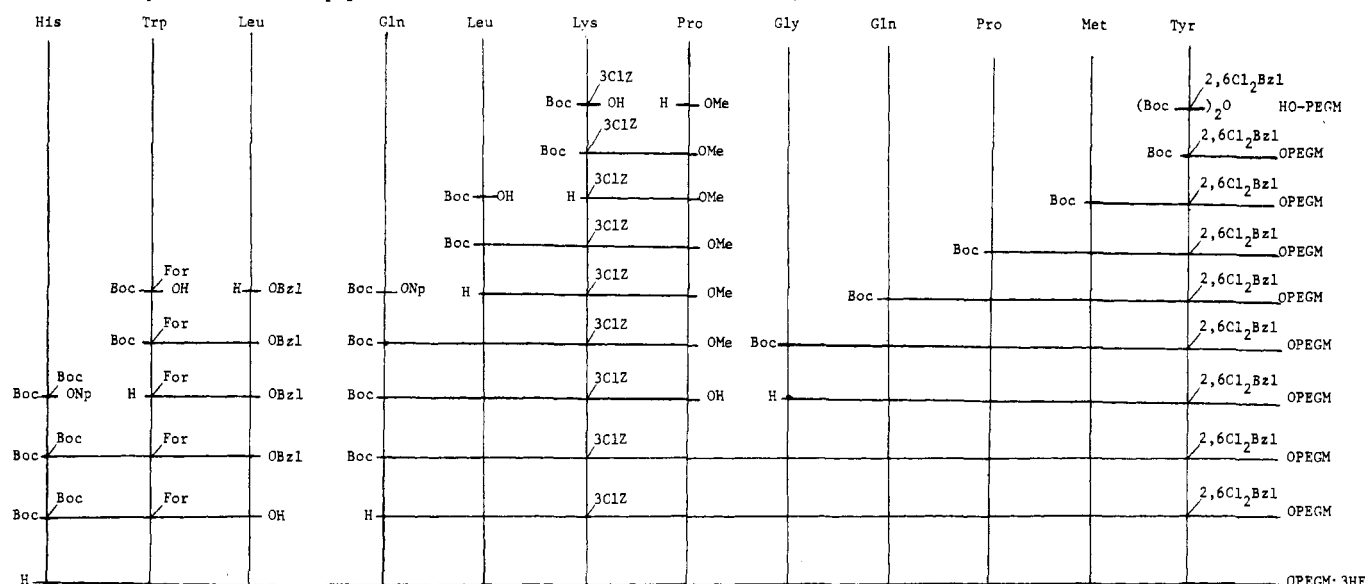 His Trp Leu Gln Leu Lys Pro Gly Gln Pro Met Tyr
3ClZ 2,6Cl₂Bzl
Boc OH H OMe (Boc )₂O HO-PEGM
3ClZ 2,6Cl₂Bzl
Boc OMe Boc OPEGM
3ClZ 2,6Cl₂Bzl
Boc OH H OMe Boc OPEGM
3ClZ 2,6Cl₂Bzl
Boc OMe Boc OPEGM
For 3ClZ 2,6Cl₂Bzl
Boc OH H OBzl Boc ONp H OMe Boc OPEGM
For 3ClZ 2,6Cl₂Bzl
Boc OBzl Boc OMe Boc OPEGM
Boc For 3ClZ 2,6Cl₂Bzl
Boc ONp H OBzl Boc OH H OPEGM
Boc For 3ClZ 2,6Cl₂Bzl
Boc OBzl Boc OPEGM
Boc For 3ClZ 2,6Cl₂Bzl
Boc OH H OPEGM
H